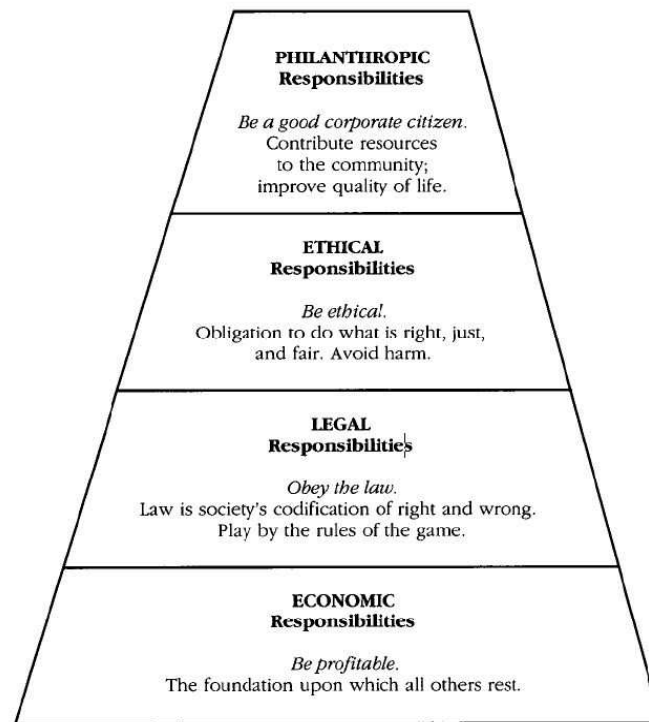 PHILANTHROPIC
Responsibilities
Be a good corporate citizen.
Contribute resources
to the community;
improve quality of life.
ETHICAL
Responsibilities
Be ethical.
Obligation to do what is right, just,
and fair. Avoid harm.
LEGAL
Responsibilities
Obey the law.
Law is society's codification of right and wrong.
Play by the rules of the game.
ECONOMIC
Responsibilities
Be profitable.
The foundation upon which all others rest.